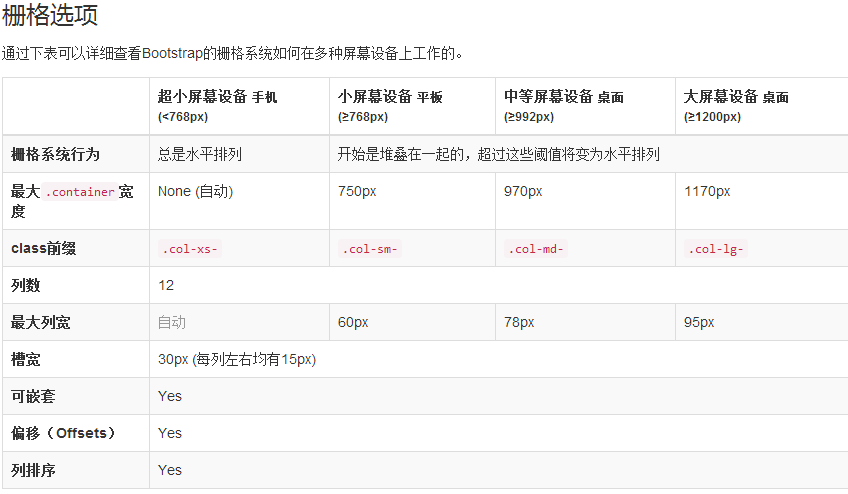 栅格选项
通过下表可以详细查看Bootstrap的栅格系统如何在多种屏幕设备上工作的。
超小屏幕设备 手机 (<768px) 小屏幕设备 平板 (≥768px) 中等屏幕设备 桌面 (≥992px) 大屏幕设备 桌面 (≥1200px)
栅格系统行为 总是水平排列 开始是堆叠在一起的，超过这些阈值将变为水平排列
最大 .container 宽度 None (自动) 750px 970px 1170px
class前缀 .col-xs- .col-sm- .col-md- .col-lg-
列数 12
最大列宽 自动 60px 78px 95px
槽宽 30px (每列左右均有15px)
可嵌套 Yes
偏移（Offsets） Yes
列排序 Yes